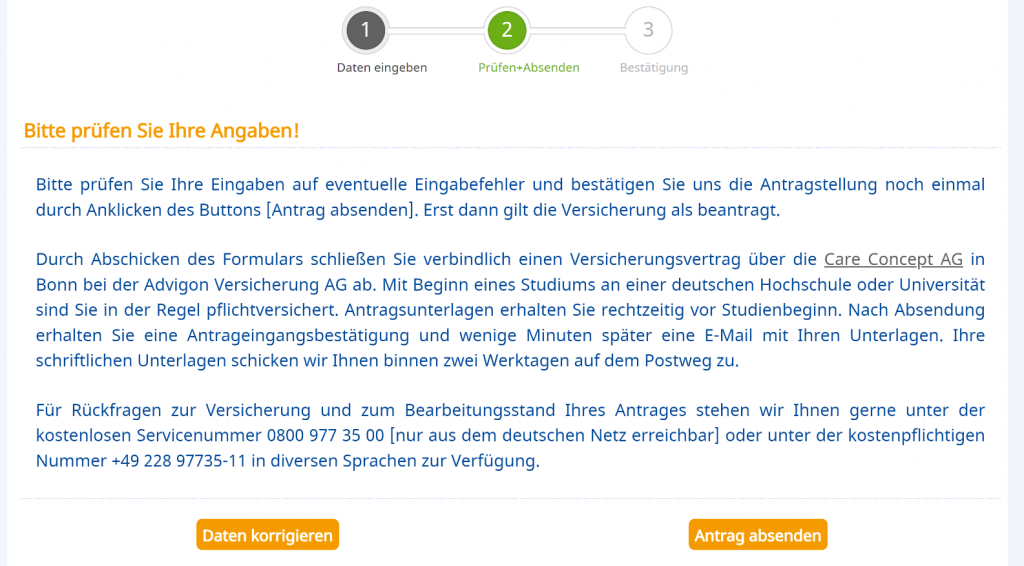 1
2
3
Daten eingeben
Prüfen+Absenden
Bestätigung
Bitte prüfen Sie Ihre Angaben!
Bitte prüfen Sie Ihre Eingaben auf eventuelle Eingabefehler und bestätigen Sie uns die Antragstellung noch einmal
durch Anklicken des Buttons [Antrag absenden]. Erst dann gilt die Versicherung als beantragt.
Durch Abschicken des Formulars schließen Sie verbindlich einen Versicherungsvertrag über die Care Concept AG in
Bonn bei der Advigon Versicherung AG ab. Mit Beginn eines Studiums an einer deutschen Hochschule oder Universität
sind Sie in der Regel pflichtversichert. Antragsunterlagen erhalten Sie rechtzeitig vor Studienbeginn. Nach Absendung
erhalten Sie eine Antrageingangsbestätigung und wenige Minuten später eine E-Mail mit Ihren Unterlagen. Ihre
schriftlichen Unterlagen schicken wir Ihnen binnen zwei Werktagen auf dem Postweg zu.
Für Rückfragen zur Versicherung und zum Bearbeitungsstand Ihres Antrages stehen wir Ihnen gerne unter der
kostenlosen Servicenummer 0800 977 35 00 [nur aus dem deutschen Netz erreichbar] oder unter der kostenpflichtigen
Nummer +49 228 97735-11 in diversen Sprachen zur Verfügung.
Daten korrigieren
Antrag absenden